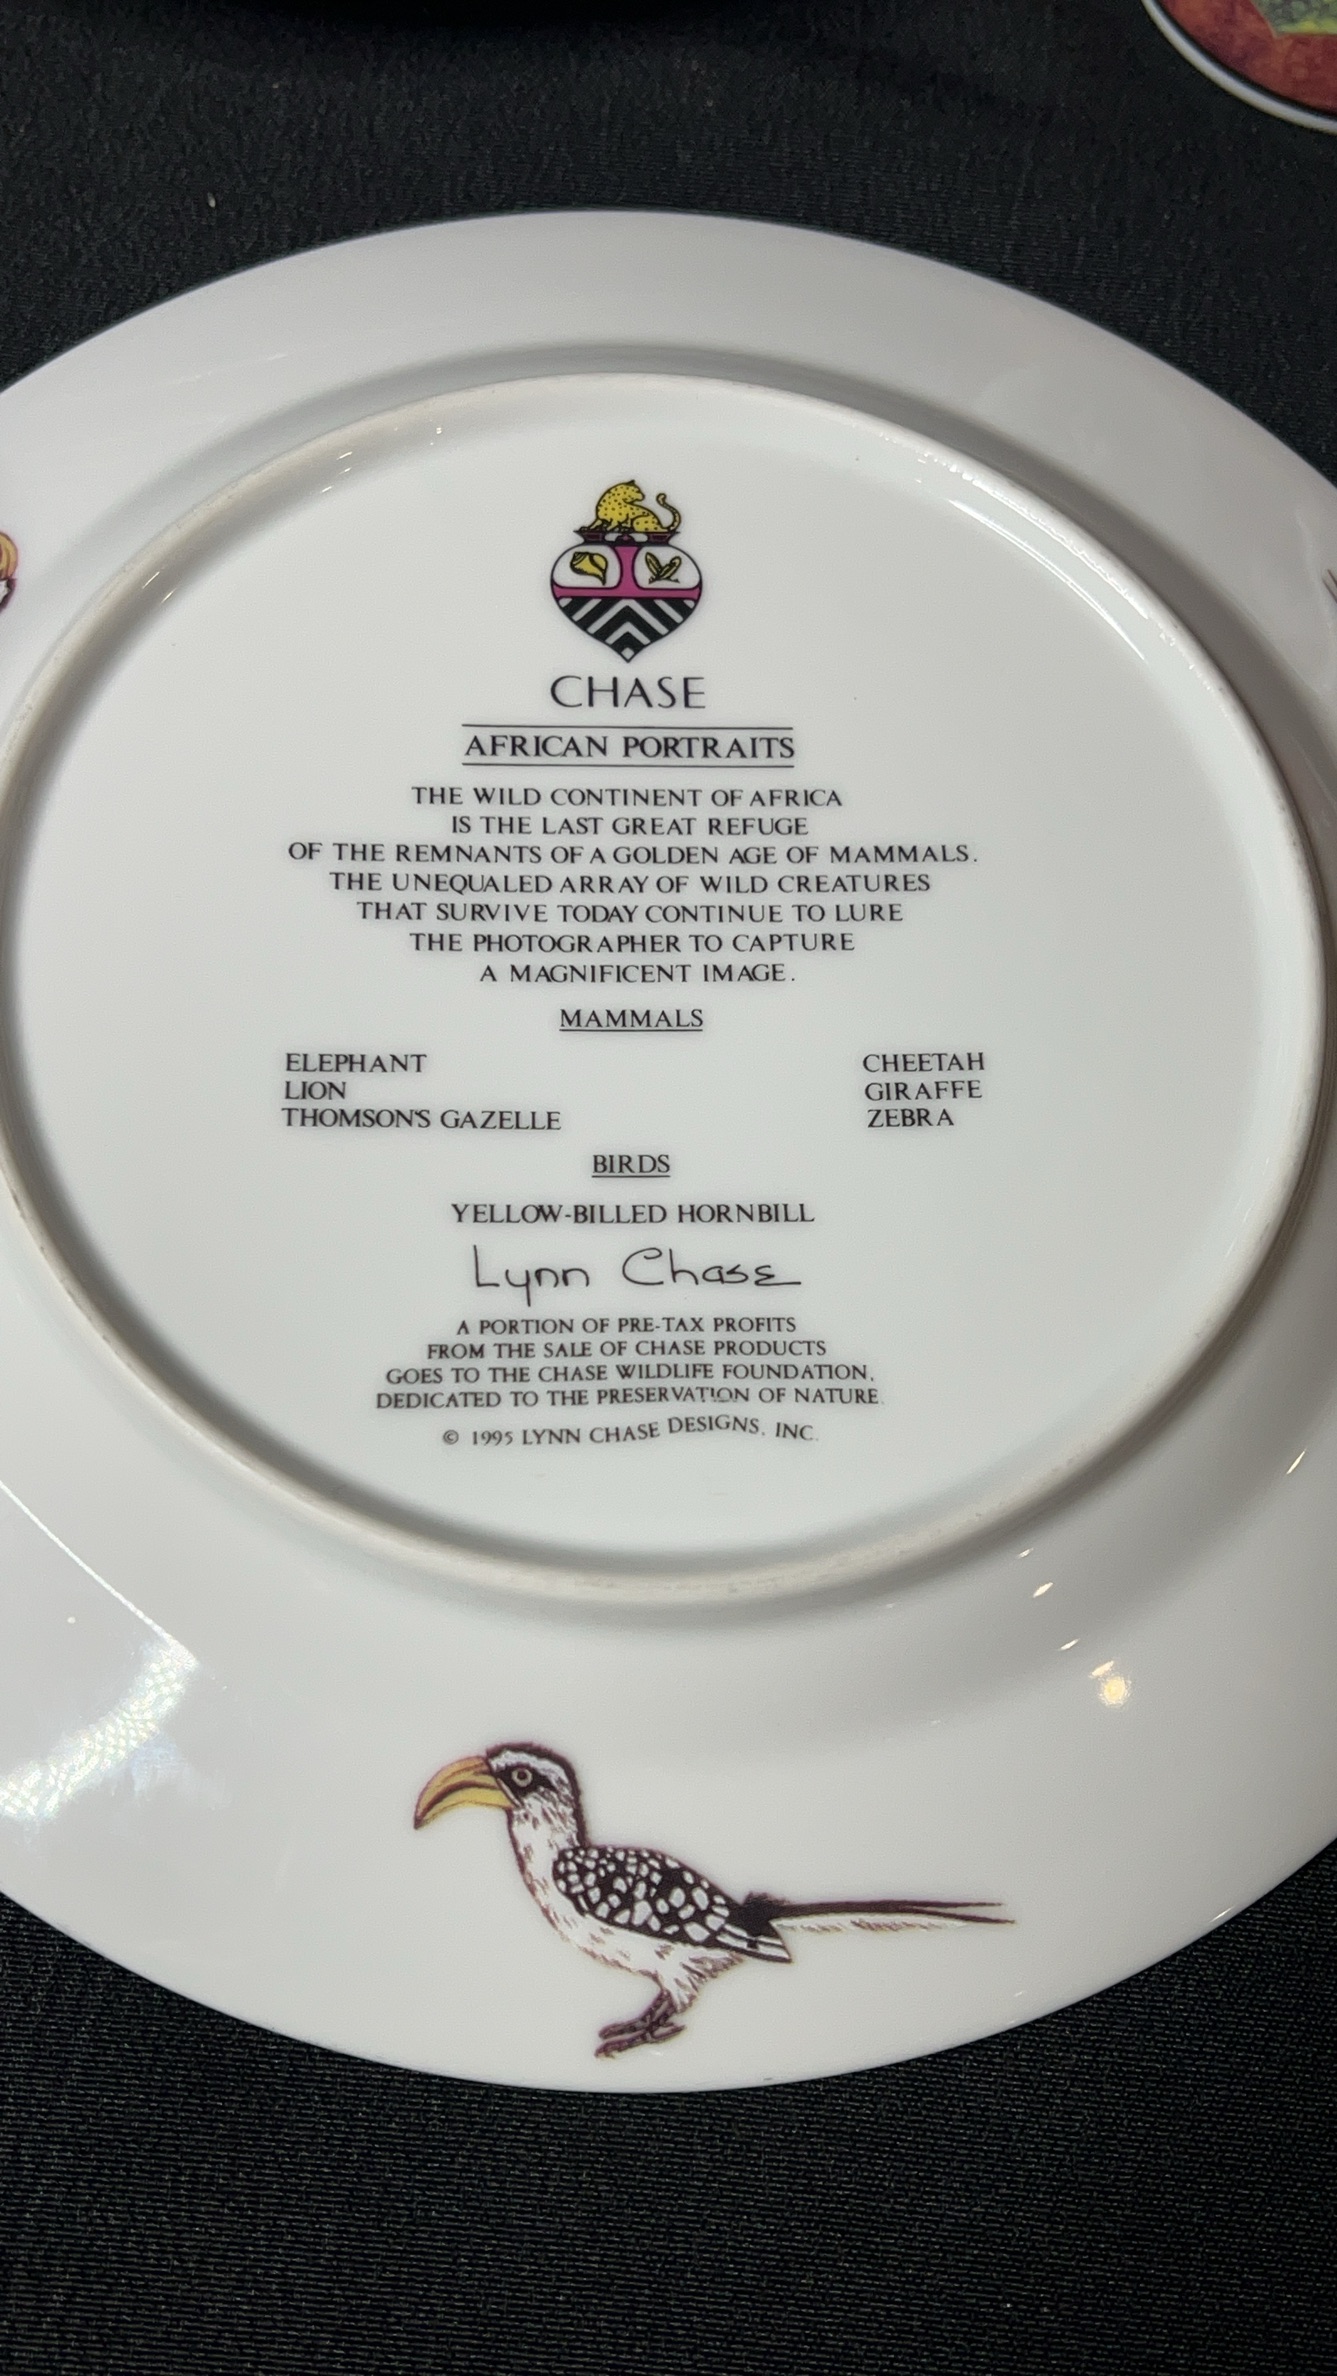 CHASE
AFRICAN PORTRAITS
THE WILD CONTINENT OF AFRICA
IS THE LAST GREAT REFUGE
OF THE REMNANTS OF A GOLDEN AGE OF MAMMALS.
THE UNEQUALED ARRAY OF WILD CREATURES
THAT SURVIVE TODAY CONTINUE TO LURE
THE PHOTOGRAPHER TO CAPTURE
A MAGNIFICENT IMAGE.
MAMMALS
ELEPHANT CHEETAH
LION GIRAFFE
THOMSON'S GAZELLE ZEBRA
BIRDS
YELLOW-BILLED HORNBILL
Lynn Chase
A PORTION OF PRE-TAX PROFITS
FROM THE SALE OF CHASE PRODUCTS
GOES TO THE CHASE WILDLIFE FOUNDATION,
DEDICATED TO THE PRESERVATION OF NATURE.
© 1995 LYNN CHASE DESIGNS, INC.